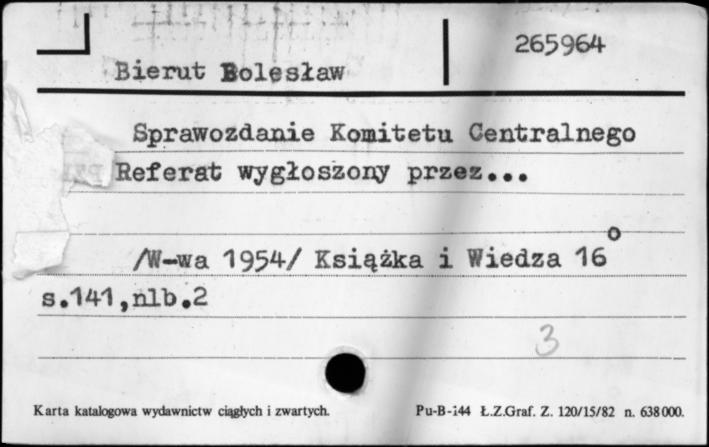 265964
Bierut Bolesław
Sprawozdanie Komitetu Centralnego
Referat wygłoszony przez...
/W-wa 1954/ Książka i Wiedza 16°
s.141,nlb.2
3
Karta katalogowa wydawnictw ciągłych i zwartych. Pu-B-144 Ł.Z.Graf. Z. 120/15/82 n. 638000.